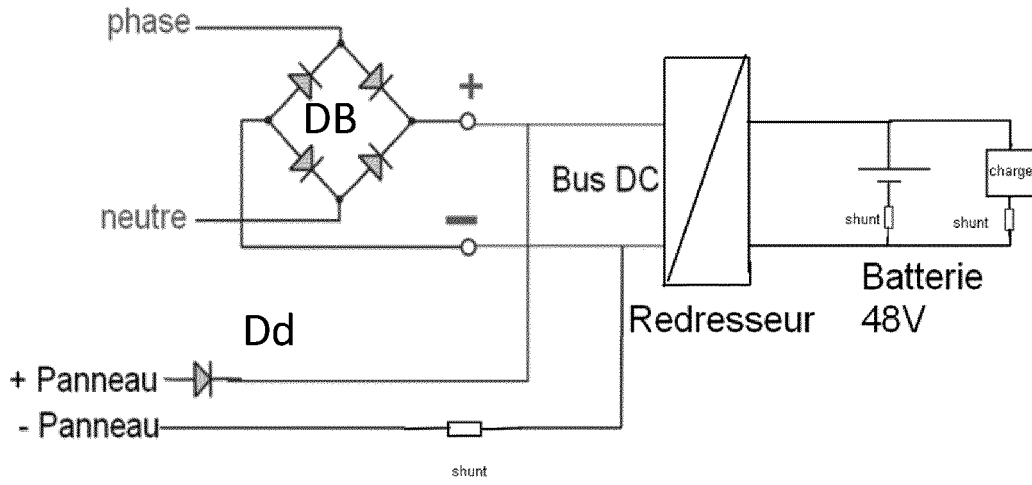 phase
DB
+
Bus DC
charge
neutre
−
shunt
shunt
Batterie
48V
Redresseur
Dd
+ Panneau
- Panneau
shunt